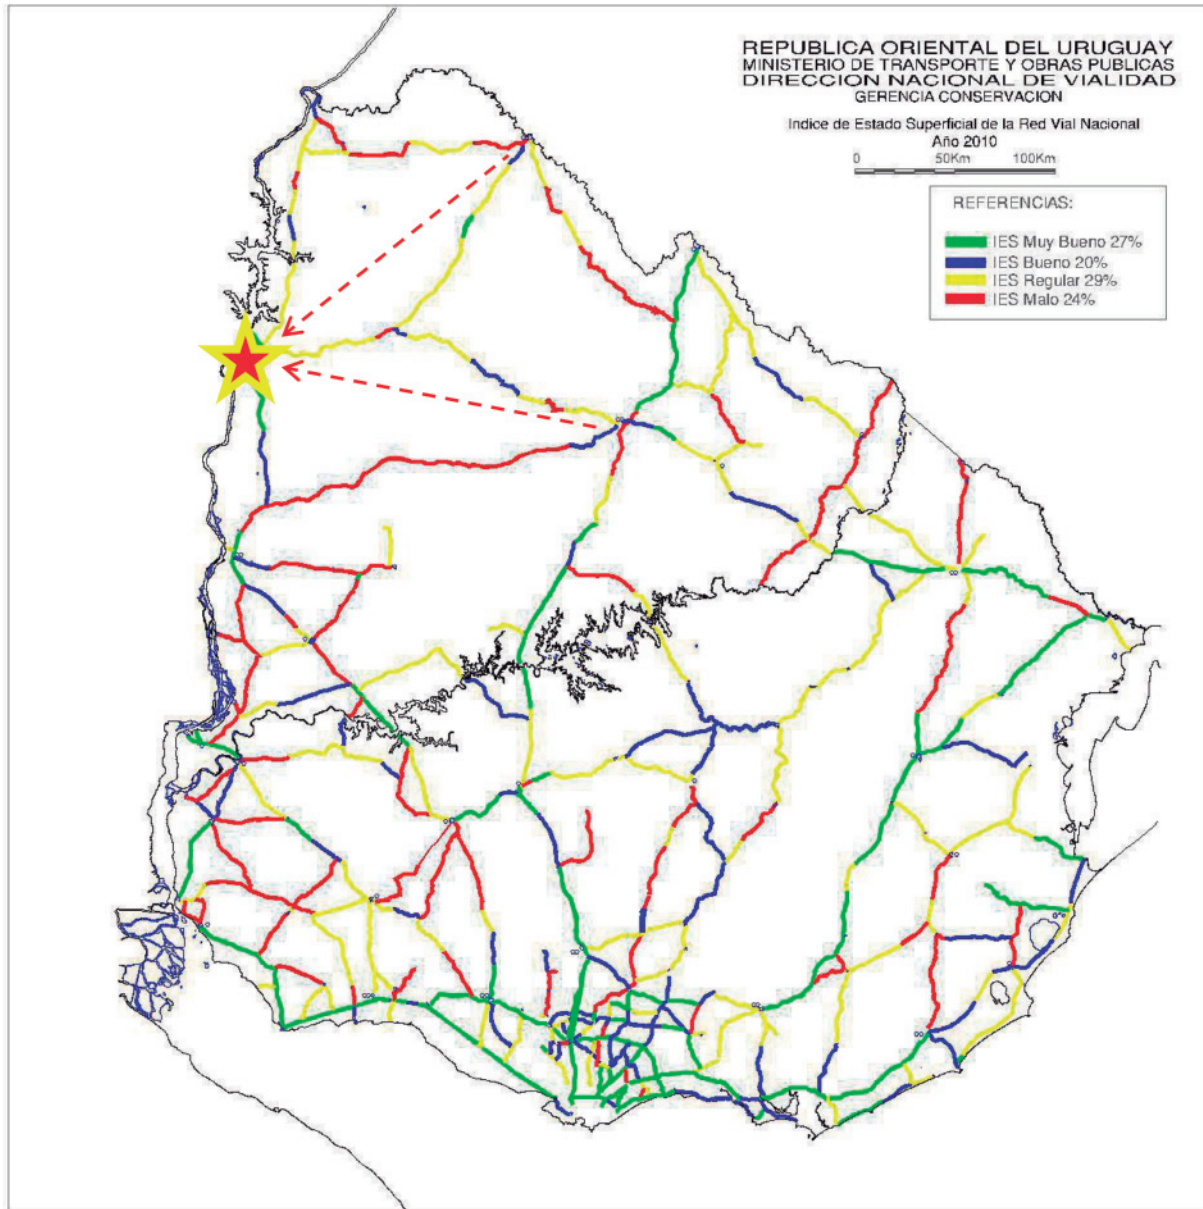 REPUBLICA ORIENTAL DEL URUGUAY
MINISTERIO DE TRANSPORTE Y OBRAS PUBLICAS
DIRECCION NACIONAL DE VIALIDAD
GERENCIA CONSERVACION
Indice de Estado Superficial de la Red Vial Nacional
Año 2010
0 50Km 100Km
REFERENCIAS:
IES Muy Bueno 27%
IES Bueno 20%
IES Regular 29%
IES Malo 24%